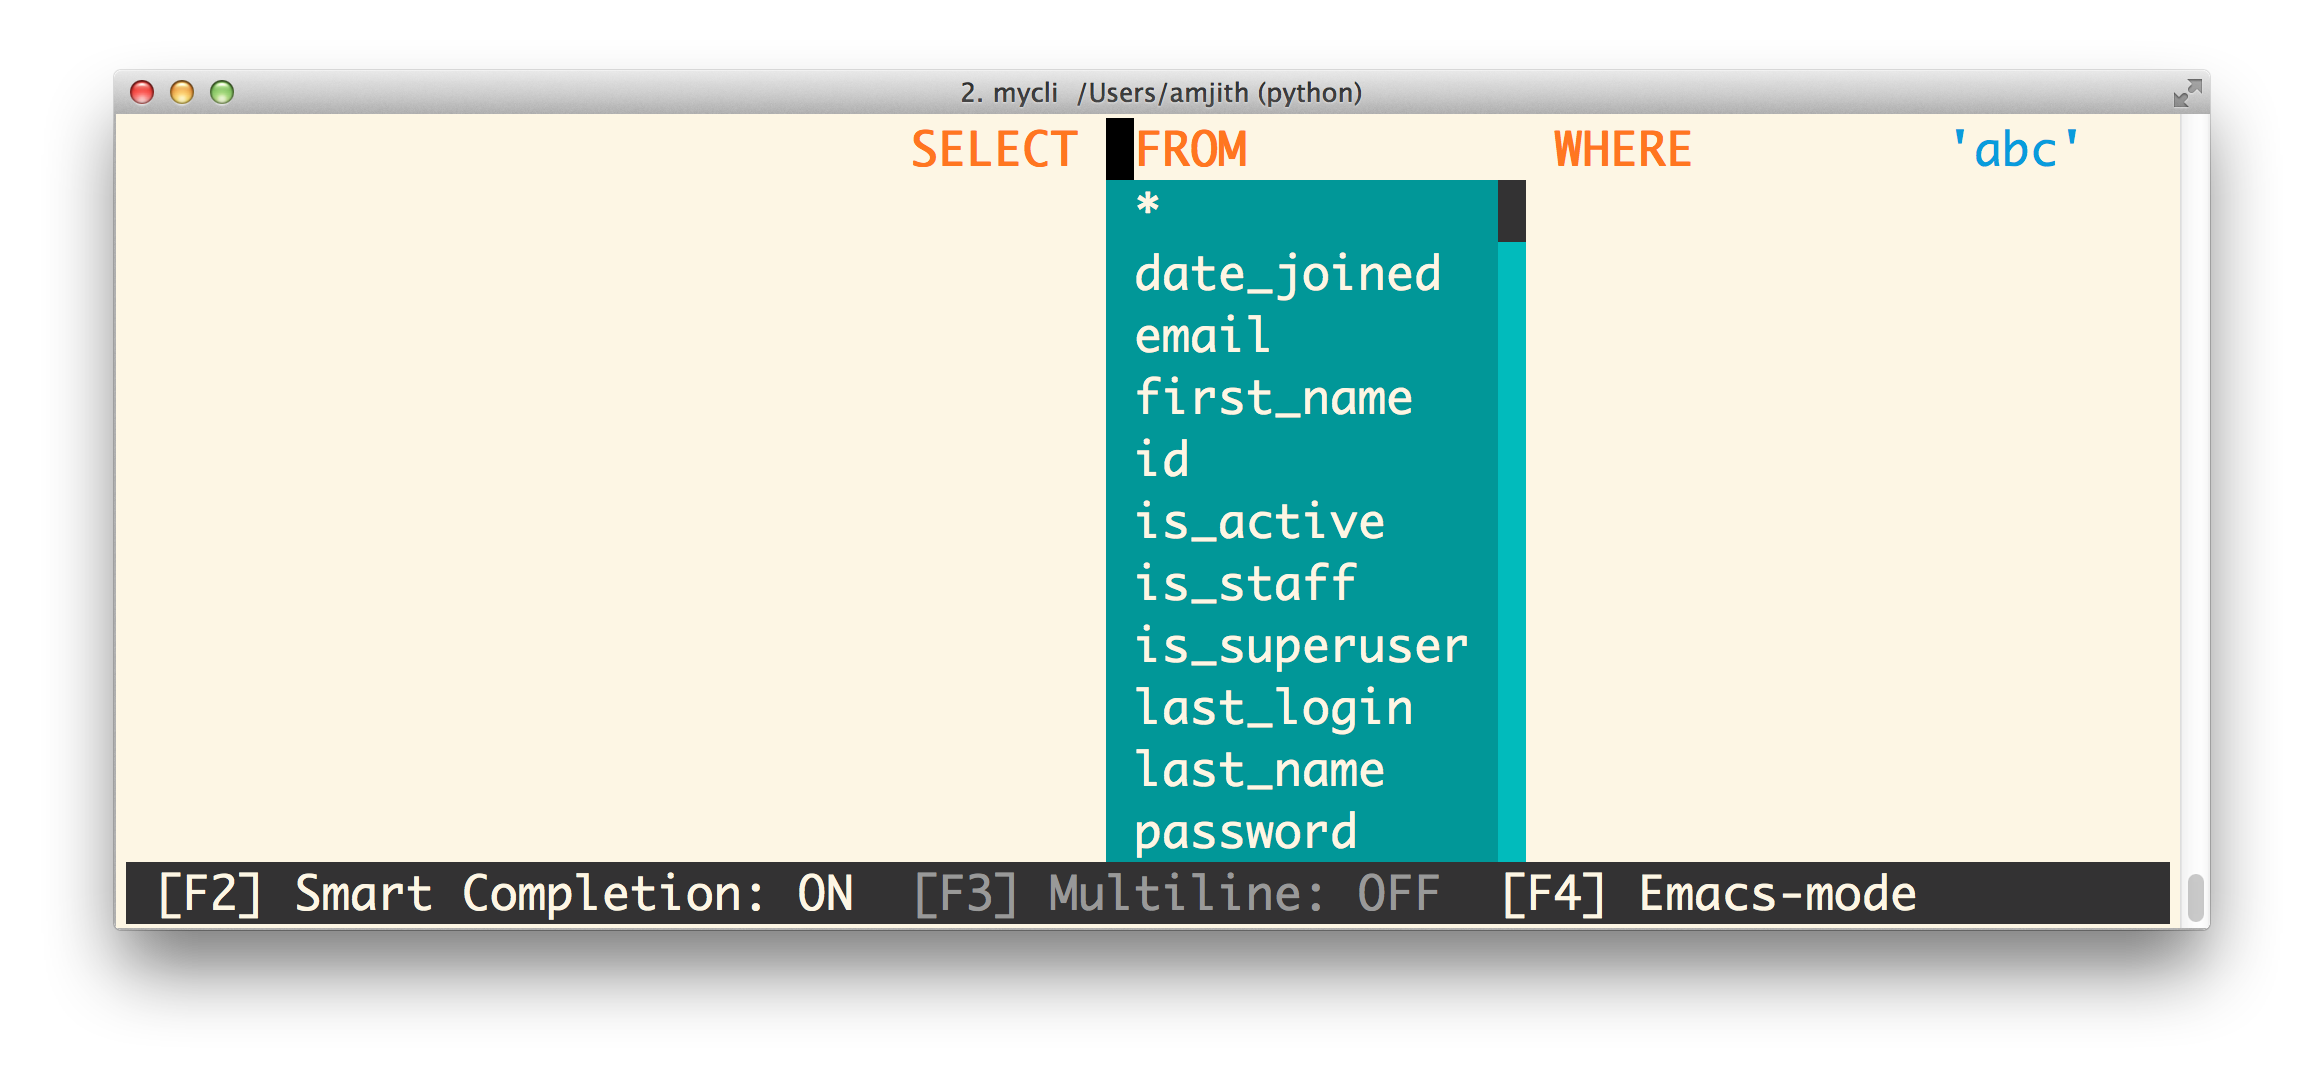 2. mycli /Users/amjith (python)
SELECT FROM WHERE 'abc'
*
date_joined
email
first_name
id
is_active
is_staff
is_superuser
last_login
last_name
password
[F2] Smart Completion: ON [F3] Multiline: OFF [F4] Emacs-mode